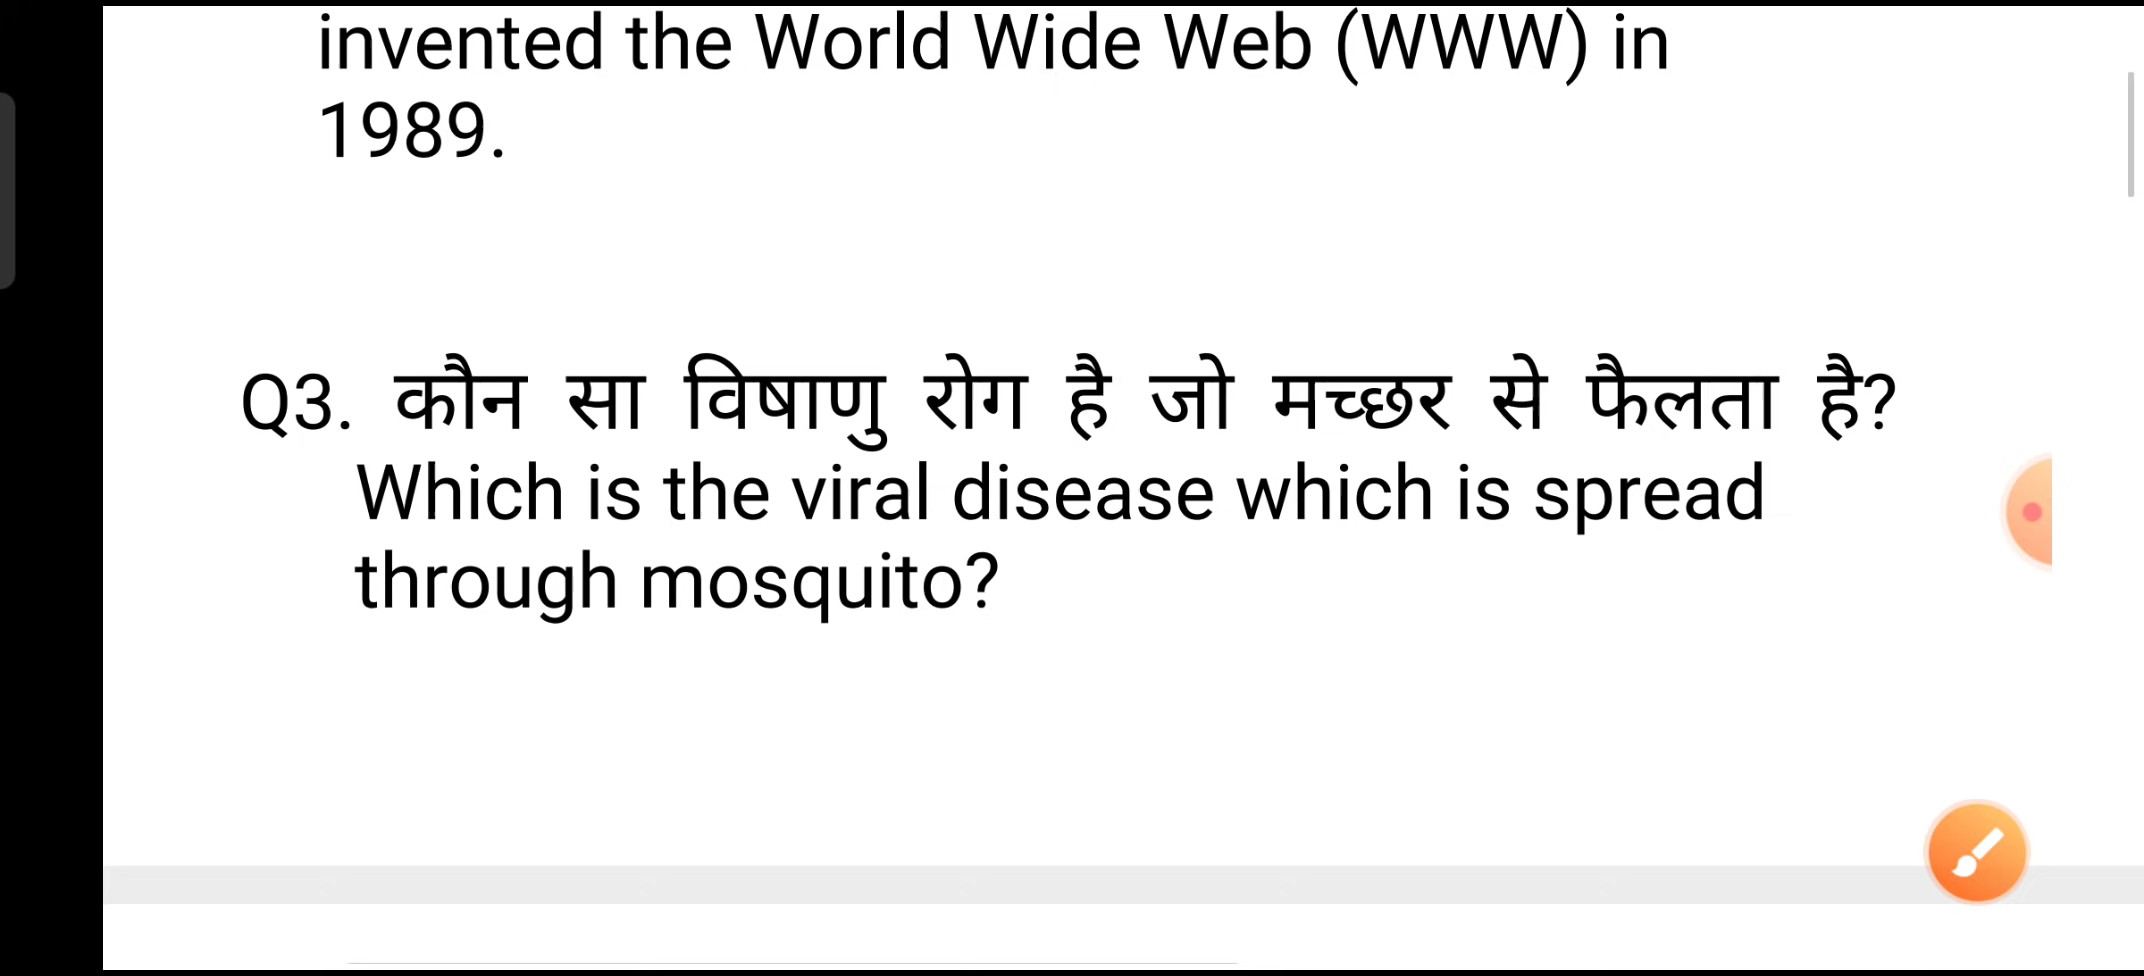 invented the World Wide Web (WWW) in
1989.
Q3. कौन सा विषाणु रोग है जो मच्छर से फैलता है?
Which is the viral disease which is spread
through mosquito?